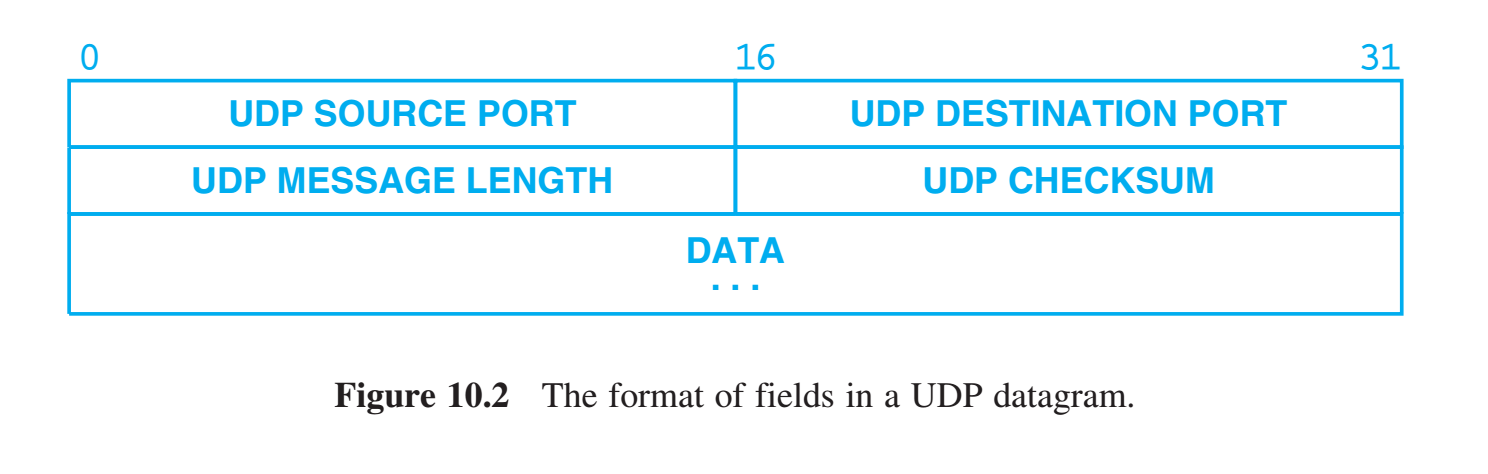 0 16 31
UDP SOURCE PORT UDP DESTINATION PORT
UDP MESSAGE LENGTH UDP CHECKSUM
DATA
. . .
Figure 10.2 The format of fields in a UDP datagram.